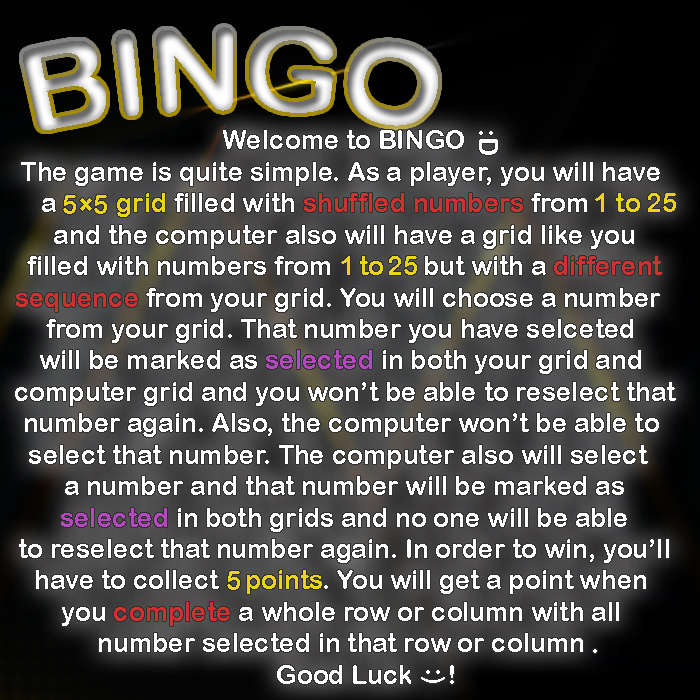 BINGO
Welcome to BINGO :D
The game is quite simple. As a player, you will have
a 5×5 grid filled with shuffled numbers from 1 to 25
and the computer also will have a grid like you
filled with numbers from 1 to 25 but with a different
sequence from your grid. You will choose a number
from your grid. That number you have selceted
will be marked as selected in both your grid and
computer grid and you won't be able to reselect that
number again. Also, the computer won't be able to
select that number. The computer also will select
a number and that number will be marked as
selected in both grids and no one will be able
to reselect that number again. In order to win, you'll
have to collect 5 points. You will get a point when
you complete a whole row or column with all
number selected in that row or column .
Good Luck :)!